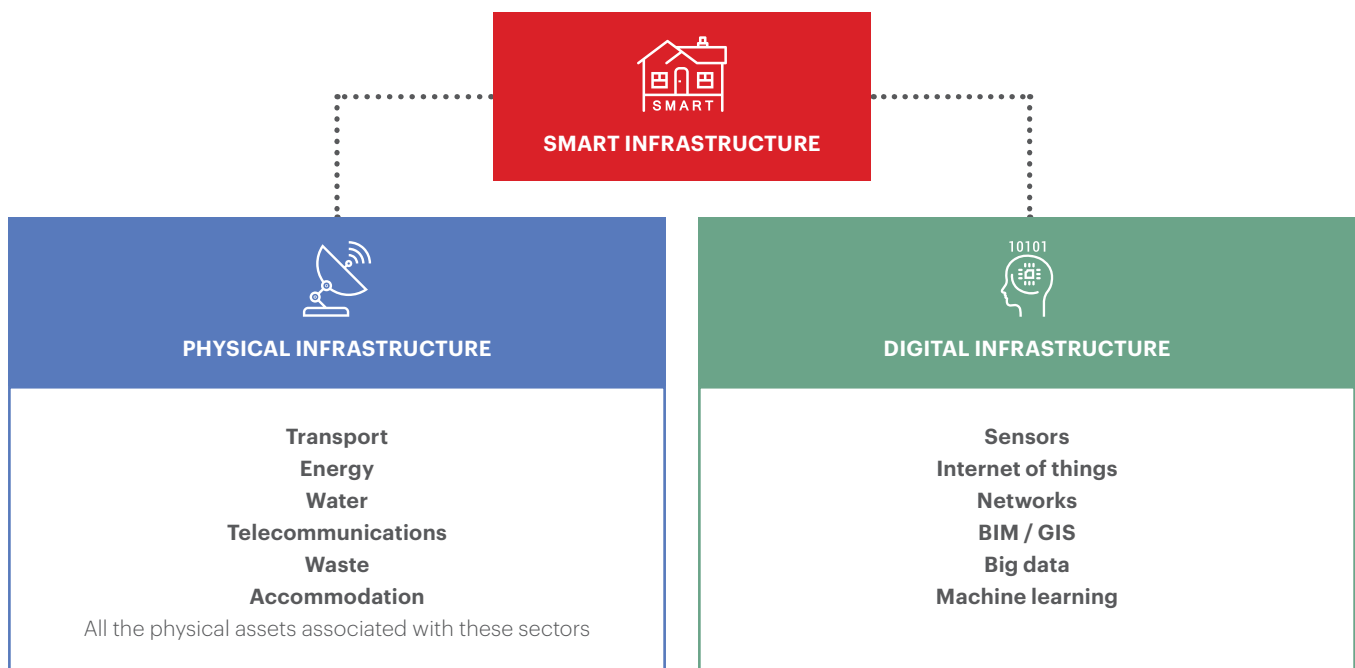 SMART
SMART INFRASTRUCTURE
PHYSICAL INFRASTRUCTURE
Transport
Energy
Water
Telecommunications
Waste
Accommodation
All the physical assets associated with these sectors
10101
DIGITAL INFRASTRUCTURE
Sensors
Internet of things
Networks
BIM / GIS
Big data
Machine learning